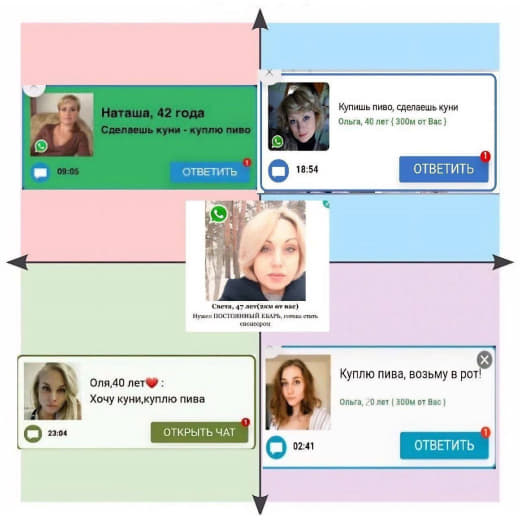 Наташа, 42 года
Сделаешь куни - куплю пиво
09:05
ОТВЕТИТЬ
1
Купишь пиво, сделаешь куни
Ольга, 40 лет ( 300м от Вас )
18:54
ОТВЕТИТЬ
1
Света, 47 лет(2км от вас)
Нужен ПОСТОЯННЫЙ ЕБАРЬ, готова стать
спонсором
Оля,40 лет❤ :
Хочу куни,куплю пива
23:04
ОТКРЫТЬ ЧАТ
1
Куплю пива, возьму в рот!
Ольга, 20 лет ( 300м от Вас )
02:41
ОТВЕТИТЬ
1